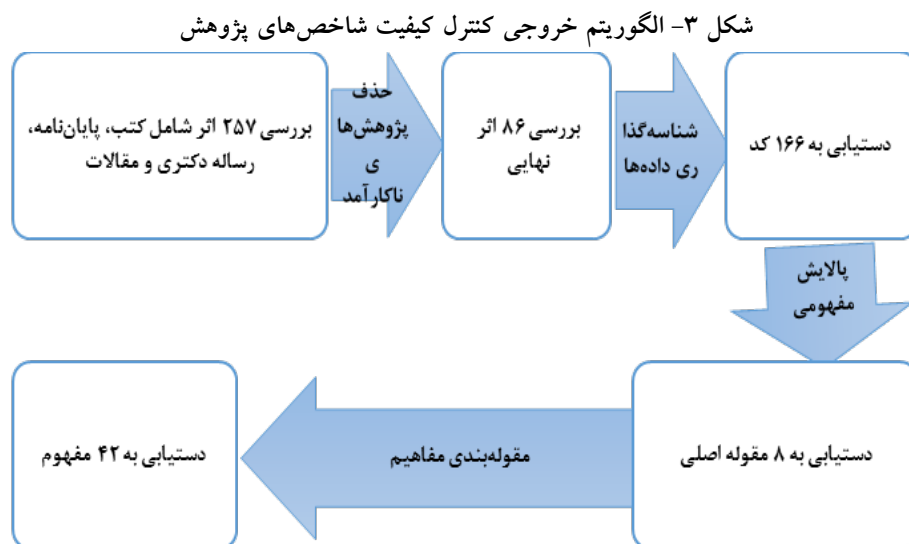 شکل ۳- الگوریتم خروجی کنترل کیفیت شاخص‌های پژوهش
بررسی ۲۵۷ اثر شامل کتب، پایان‌نامه،
رساله دکتری و مقالات
حذف
پژوهش‌ها
ی
ناکارآمد
بررسی ۸۶ اثر
نهایی
شناسه‌گذا
ری داده‌ها
دستیابی به ۱۶۶ کد
پالایش
مفهومی
دستیابی به ۸ مقوله اصلی
مقوله‌بندی مفاهیم
دستیابی به ۴۲ مفهوم